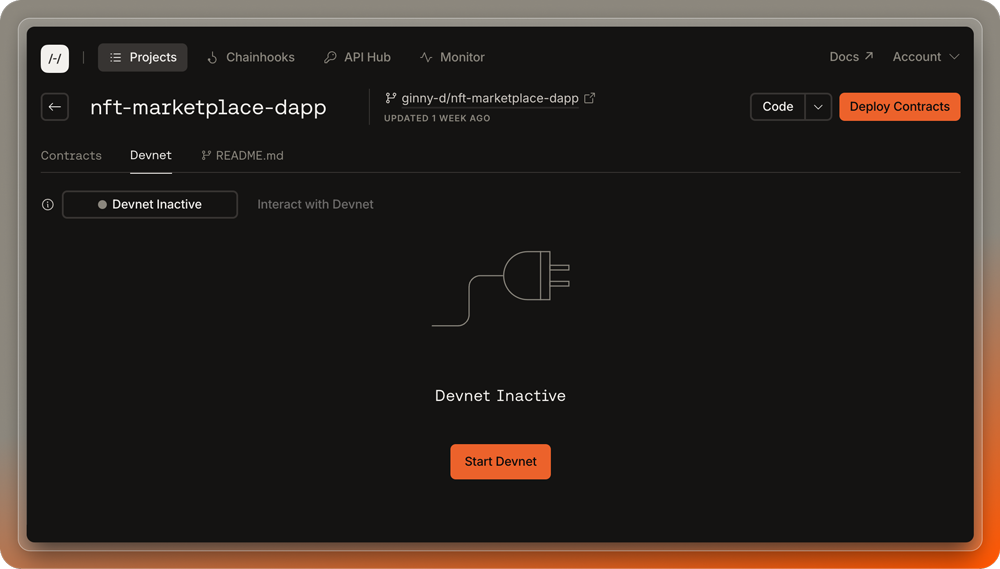 /-/ Projects Chainhooks API Hub Monitor Docs Account
nft-marketplace-dapp
ginny-d/nft-marketplace-dapp
UPDATED 1 WEEK AGO
Code Deploy Contracts
Contracts Devnet README.md
Devnet Inactive Interact with Devnet
Devnet Inactive
Start Devnet